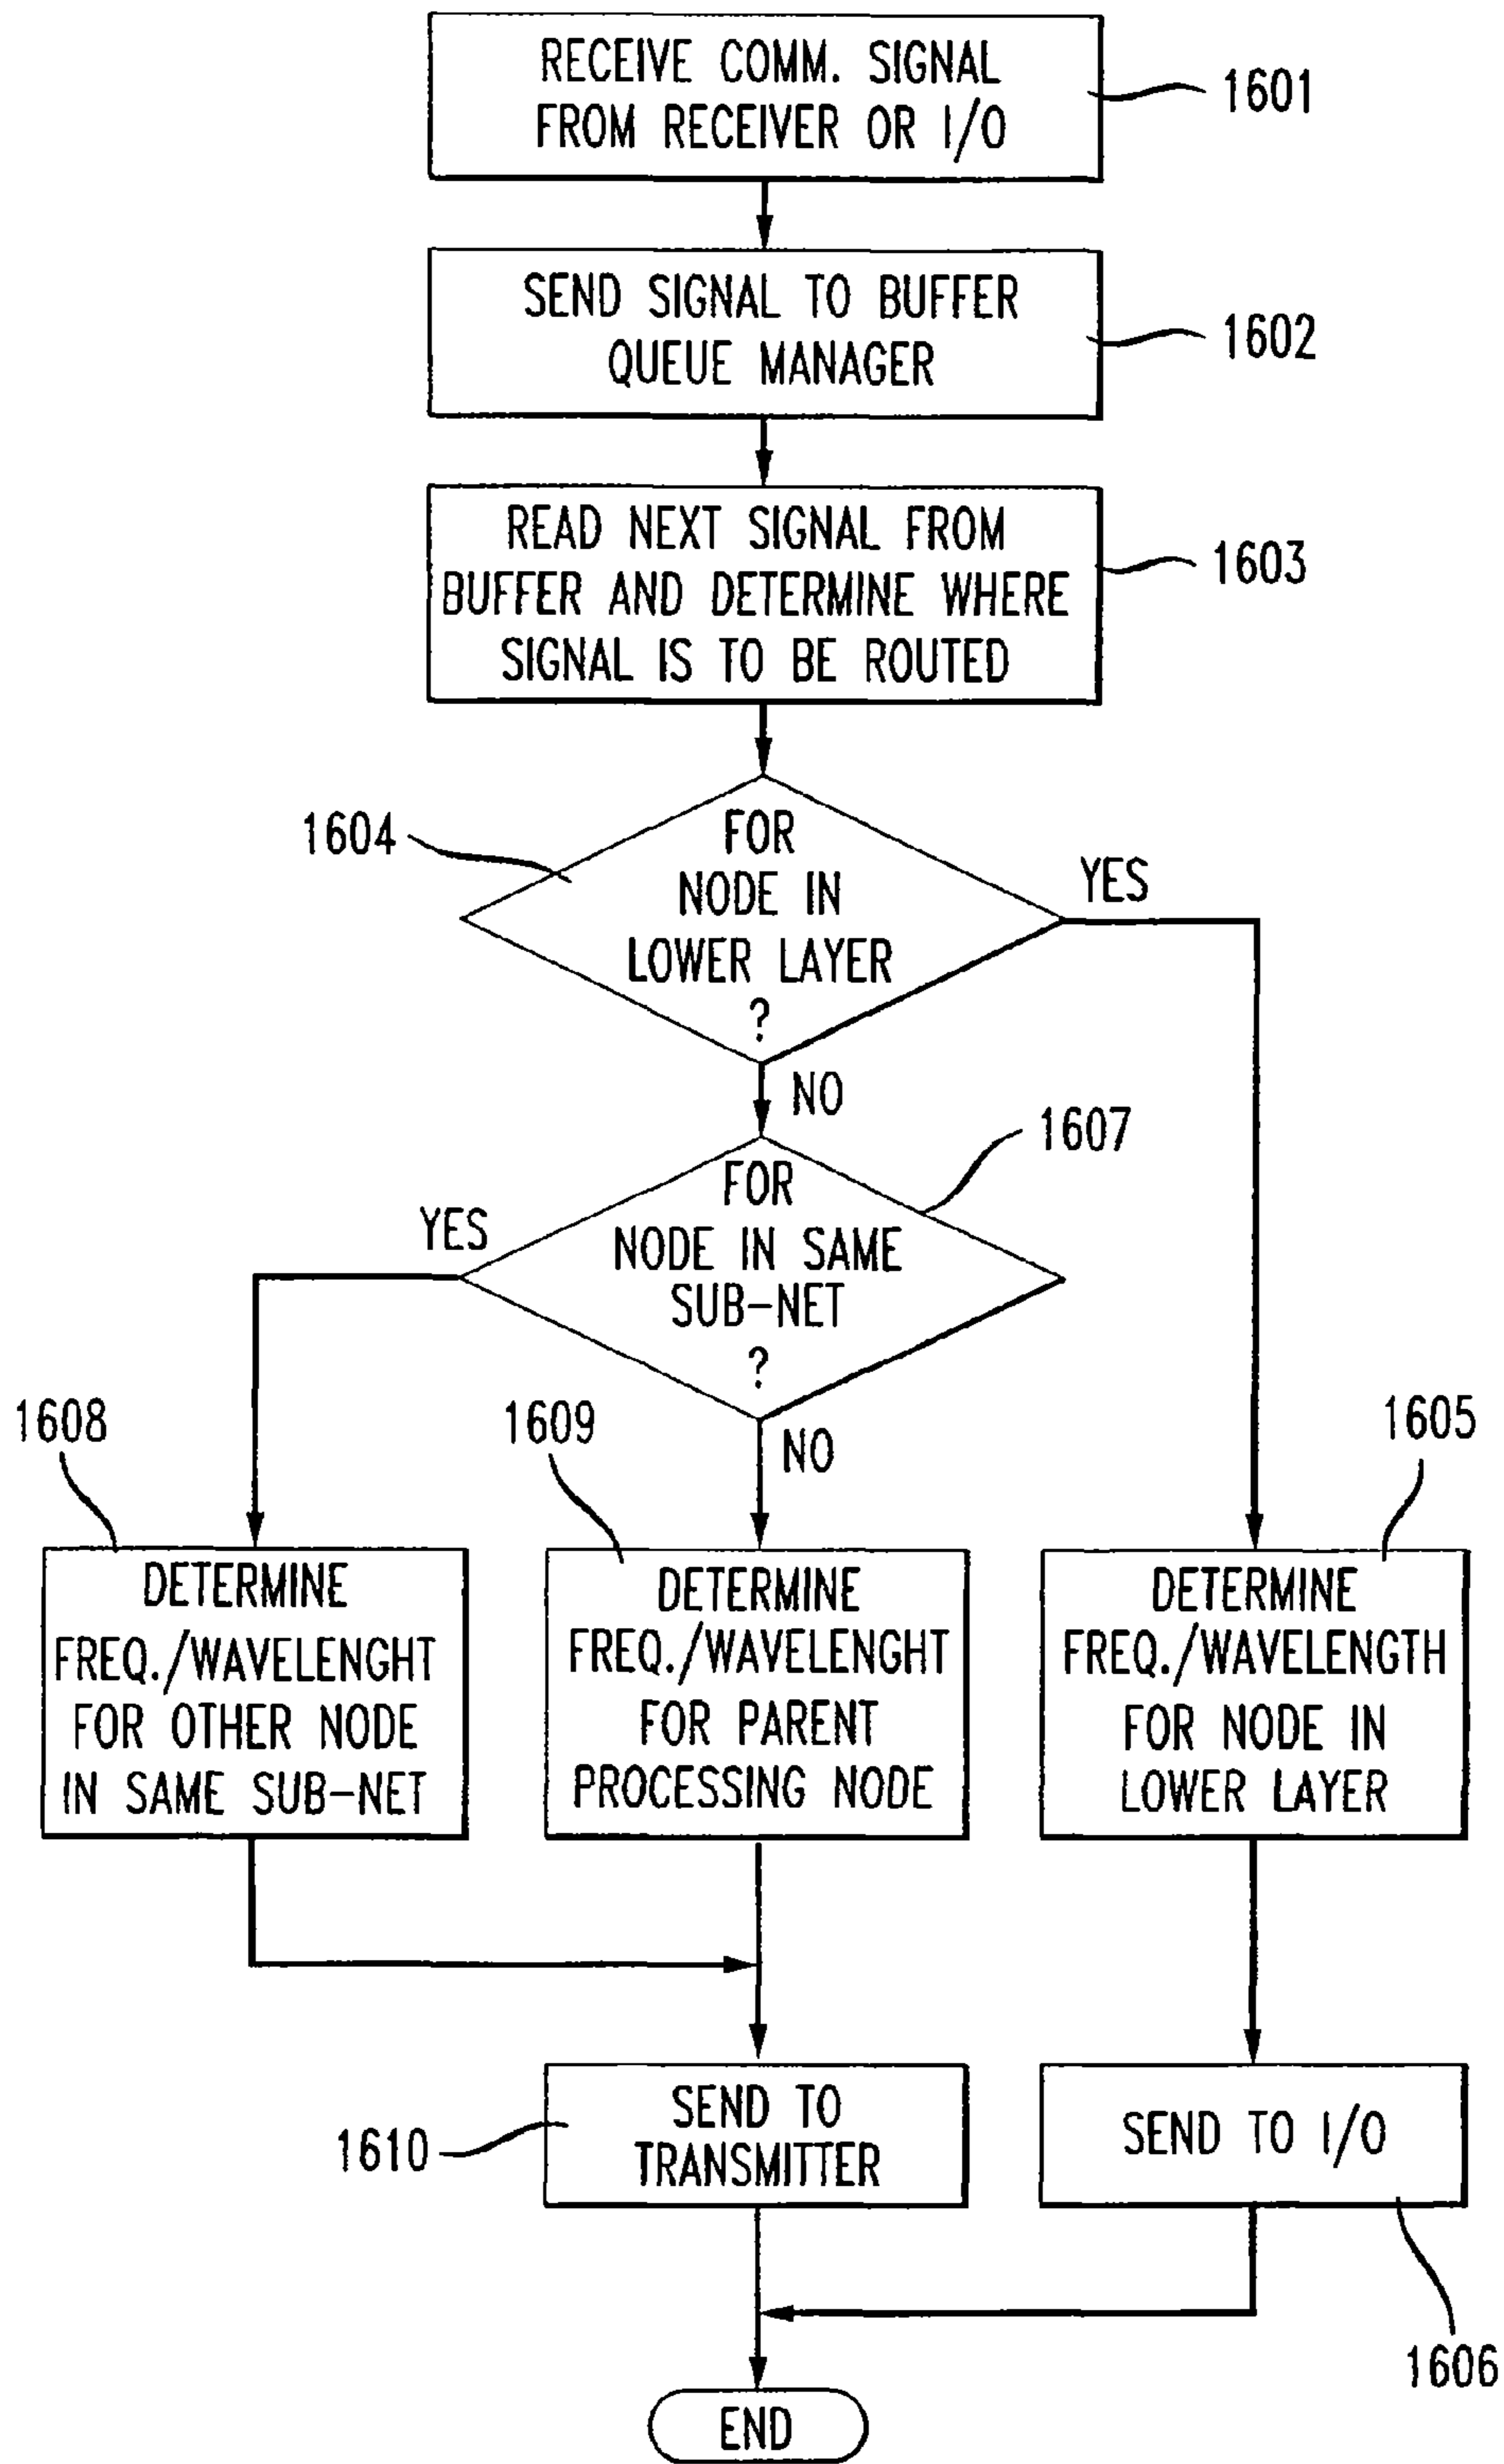 RECEIVE COMM. SIGNAL
FROM RECEIVER OR I/O
1601
SEND SIGNAL TO BUFFER
QUEUE MANAGER
1602
READ NEXT SIGNAL FROM
BUFFER AND DETERMINE WHERE
SIGNAL IS TO BE ROUTED
1603
1604
FOR
NODE IN
LOWER LAYER
?
YES
NO
1607
FOR
NODE IN SAME
SUB-NET
?
YES
NO
1608
DETERMINE
FREQ./WAVELENGHT
FOR OTHER NODE
IN SAME SUB-NET
1609
DETERMINE
FREQ./WAVELENGHT
FOR PARENT
PROCESSING NODE
1605
DETERMINE
FREQ./WAVELENGTH
FOR NODE IN
LOWER LAYER
1610
SEND TO
TRANSMITTER
SEND TO I/O
1606
END